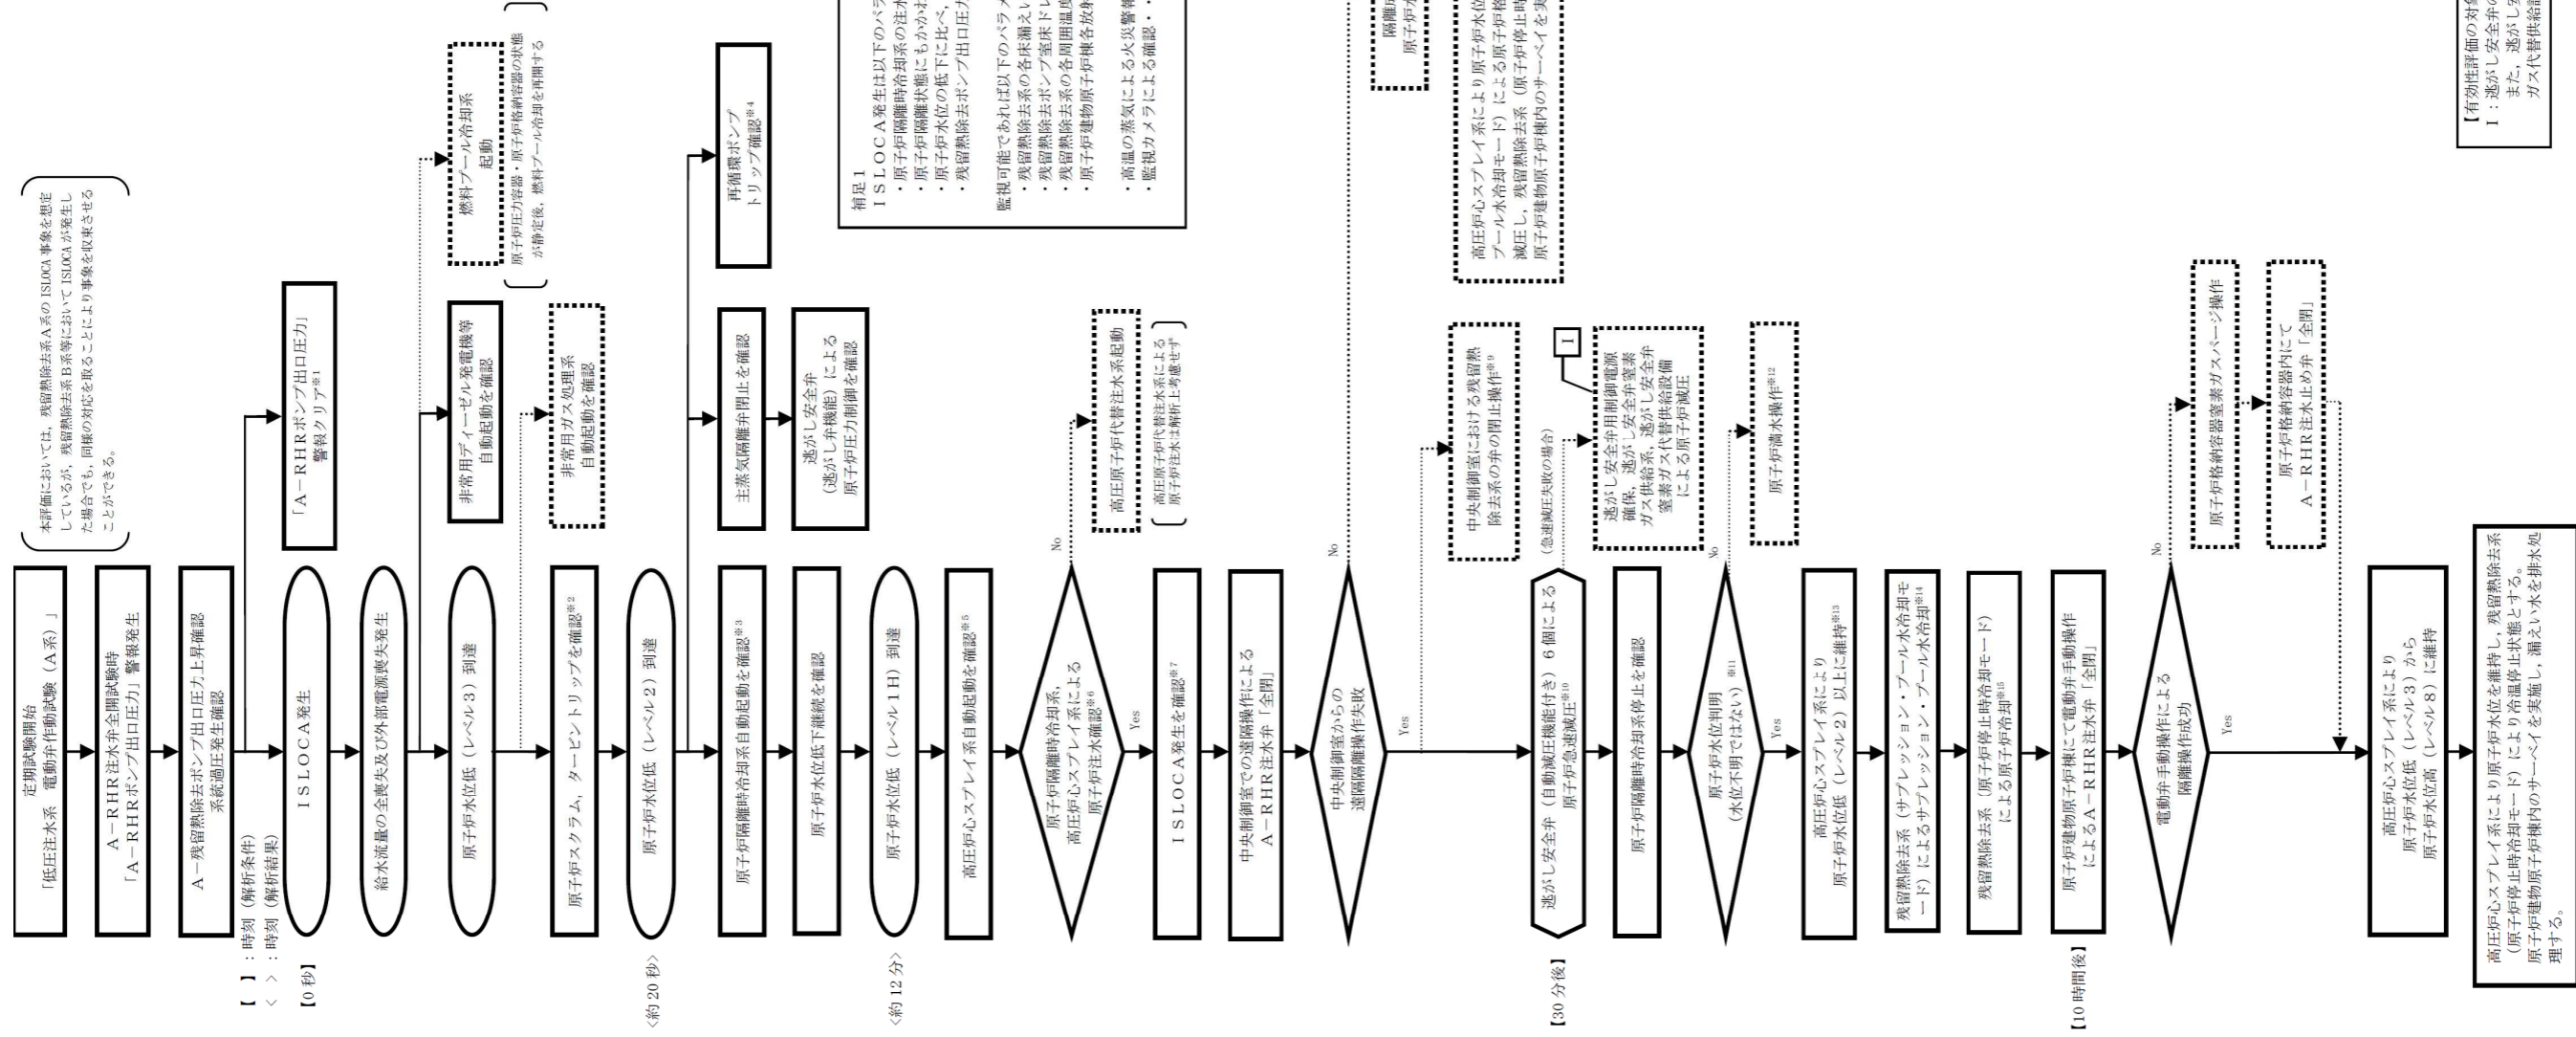 定期試験開始
「低圧注水系　電動弁作動試験（A系）」
A－RHR注水弁全開試験時
「A－RHRポンプ出口圧力」警報発生
A－残留熱除去ポンプ出口圧力上昇確認
系統過圧発生確認
本評価においては，残留熱除去系A系のISLOCA事象を想定
しているが，残留熱除去系B系等においてISLOCAが発生し
た場合でも，同様の対応を取ることにより事象を収束させる
ことができる。
【　】：時刻（解析条件）
＜　＞：時刻（解析結果）
【0秒】
ISLOCA発生
「A－RHRポンプ出口圧力」
警報クリア※1
給水流量の全喪失及び外部電源喪失発生
原子炉水位低（レベル3）到達
非常用ディーゼル発電機等
自動起動を確認
燃料プール冷却系
起動
原子炉圧力容器・原子炉格納容器の状態
が静定後，燃料プール冷却を再開する
原子炉スクラム，タービントリップを確認※2
非常用ガス処理系
自動起動を確認
＜約20秒＞
原子炉水位低（レベル2）到達
原子炉隔離時冷却系自動起動を確認※3
主蒸気隔離弁閉止を確認
再循環ポンプ
トリップ確認※4
原子炉水位低下継続を確認
逃がし安全弁
（逃がし弁機能）による
原子炉圧力制御を確認
＜約12分＞
原子炉水位低（レベル1H）到達
高圧炉心スプレイ系自動起動を確認※5
原子炉隔離時冷却系，
高圧炉心スプレイ系による
原子炉注水確認※6
No
Yes
高圧原子炉代替注水系起動
高圧原子炉代替注水系による
原子炉注水は解析上考慮せず
補足1
ISLOCA発生は以下のパラ
・原子炉隔離時冷却系の注水
・原子炉隔離状態にもかかわ
・原子炉水位の低下に比べ，
・残留熱除去ポンプ出口圧力
監視可能であれば以下のパラメ
・残留熱除去系の各床漏えい
・残留熱除去ポンプ室床ドレ
・残留熱除去系の各周囲温度
・原子炉建物原子炉棟各放射
・高温の蒸気による火災警報
・監視カメラによる確認・・
ISLOCA発生を確認※7
中央制御室での遠隔操作による
A－RHR注水弁「全閉」
中央制御室からの
遠隔隔離操作失敗
No
Yes
隔離成
原子炉水
中央制御室における残留熱
除去系の弁の閉止操作※9
高圧炉心スプレイ系により原子炉水位
プール水冷却モード）による原子炉格
減圧し，残留熱除去系（原子炉停止時
原子炉建物原子炉棟内のサーベイを実
【30分後】
逃がし安全弁（自動減圧機能付き）6個による
原子炉急速減圧※10
（急速減圧失敗の場合）
I
逃がし安全弁用制御電源
確保，逃がし安全弁窒素
ガス供給系，逃がし安全弁
窒素ガス代替供給設備
による原子炉減圧
原子炉隔離時冷却系停止を確認
原子炉水位判明
（水位不明ではない）※11
No
Yes
原子炉満水操作※12
高圧炉心スプレイ系により
原子炉水位低（レベル2）以上に維持※13
残留熱除去系（サプレッション・プール水冷却モ
ード）によるサプレッション・プール水冷却※14
残留熱除去系（原子炉停止時冷却モード）
による原子炉冷却※15
【10時間後】
原子炉建物原子炉棟にて電動弁手動操作
によるA－RHR注水弁「全閉」
電動弁手動操作による
隔離操作成功
No
Yes
原子炉格納容器窒素ガスパージ操作
原子炉格納容器内にて
A－RHR注水止め弁「全閉」
高圧炉心スプレイ系により
原子炉水位低（レベル3）から
原子炉水位高（レベル8）に維持
高圧炉心スプレイ系により原子炉水位を維持し，残留熱除去系
（原子炉停止時冷却モード）により冷温停止状態とする。
原子炉建物原子炉棟内のサーベイを実施し，漏えい水を排水処
理する。
【有効性評価の対象
I：逃がし安全弁の
また，逃がし安
ガス代替供給設